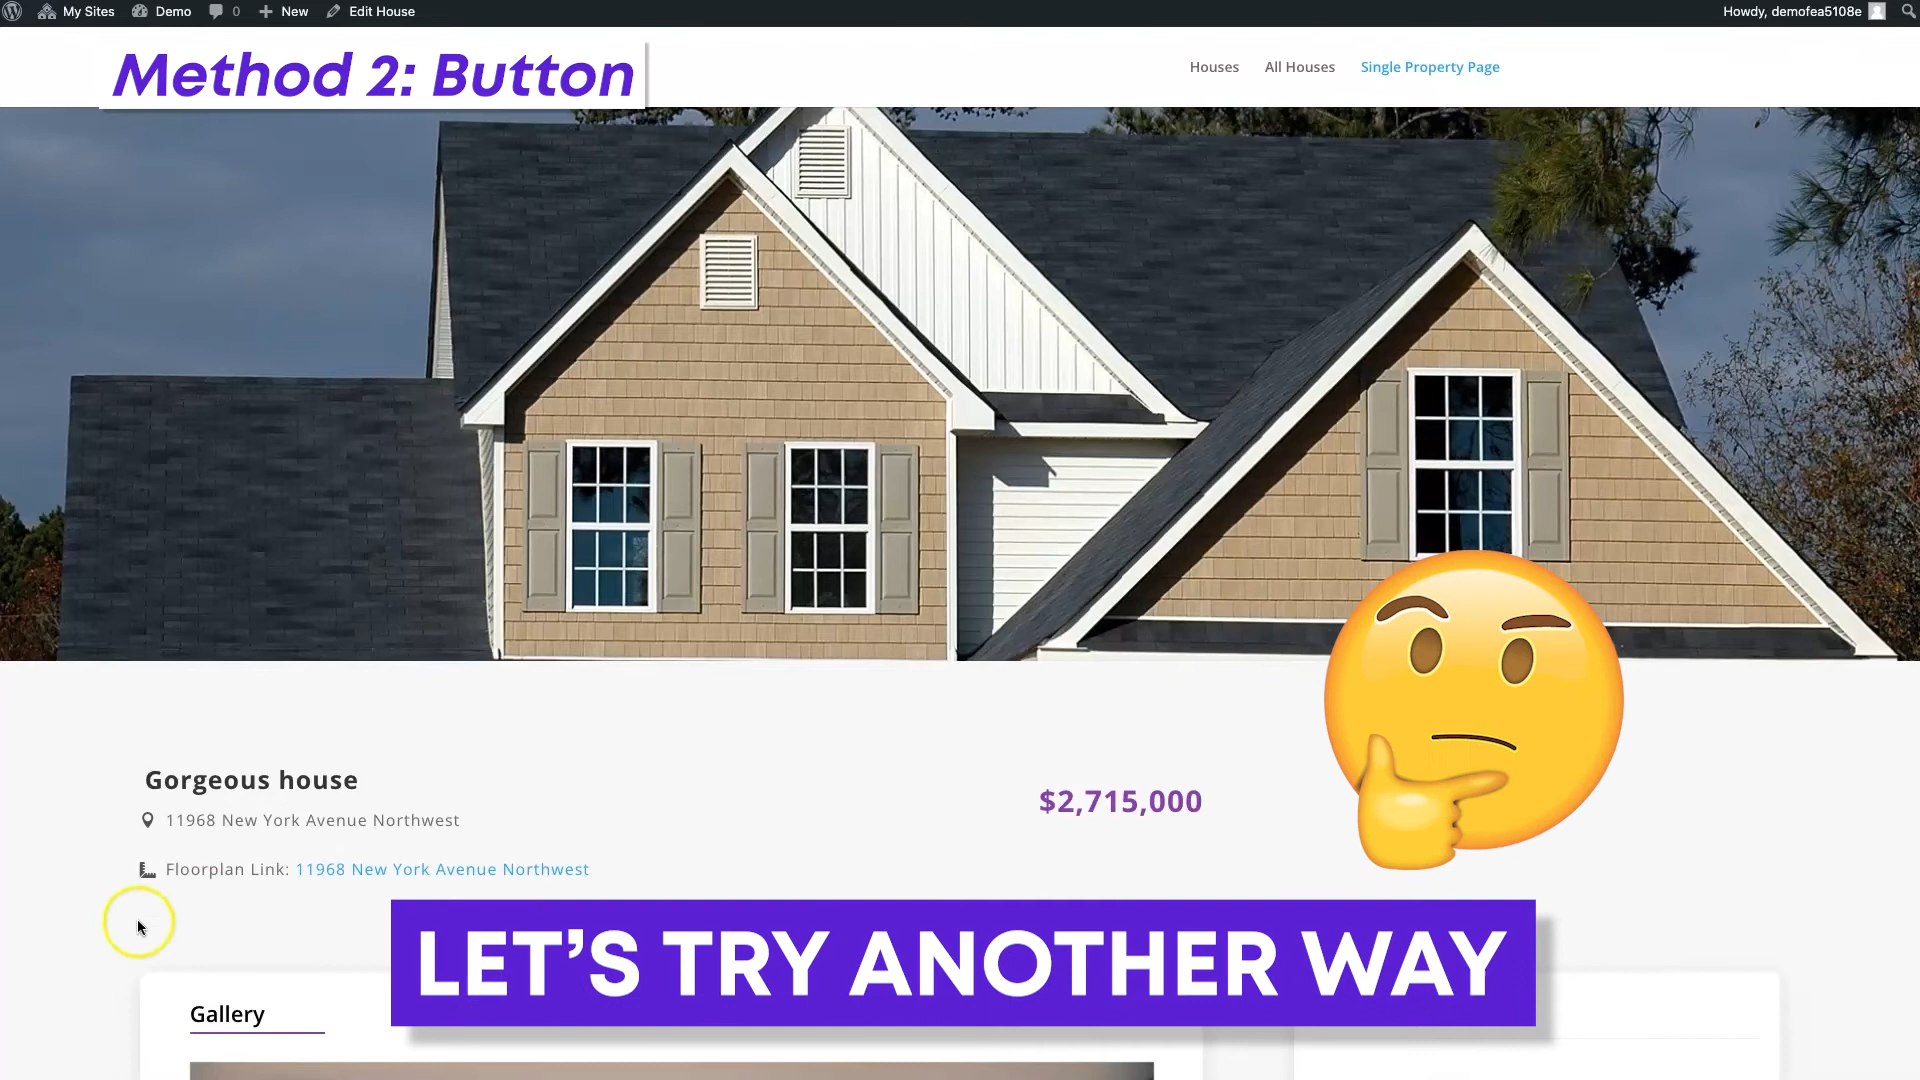 My Sites Demo 0 New Edit House Howdy, demofea5108e
Method 2: Button
Houses All Houses Single Property Page
Gorgeous house
11968 New York Avenue Northwest
$2,715,000
Floorplan Link: 11968 New York Avenue Northwest
LET’S TRY ANOTHER WAY
Gallery